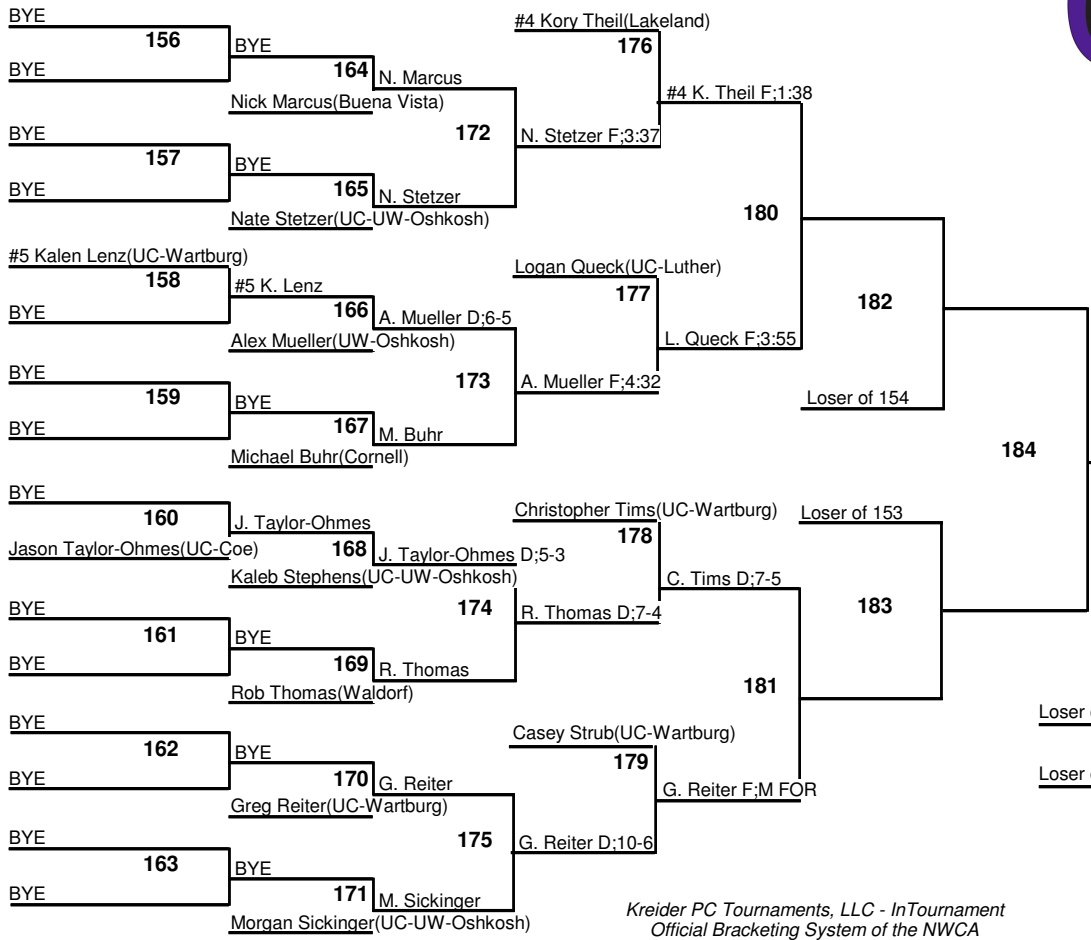 BYE
156
BYE
BYE
164
N. Marcus
Nick Marcus(Buena Vista)
172
N. Stetzer F;3:37
BYE
157
BYE
BYE
165
N. Stetzer
Nate Stetzer(UC-UW-Oshkosh)
#4 Kory Theil(Lakeland)
176
#4 K. Theil F;1:38
180
#5 Kalen Lenz(UC-Wartburg)
158
#5 K. Lenz
BYE
166
A. Mueller D;6-5
Alex Mueller(UW-Oshkosh)
173
A. Mueller F;4:32
BYE
159
BYE
BYE
167
M. Buhr
Michael Buhr(Cornell)
Logan Queck(UC-Luther)
177
L. Queck F;3:55
182
Loser of 154
184
BYE
160
J. Taylor-Ohmes
Jason Taylor-Ohmes(UC-Coe)
168
J. Taylor-Ohmes D;5-3
Kaleb Stephens(UC-UW-Oshkosh)
174
R. Thomas D;7-4
BYE
161
BYE
BYE
169
R. Thomas
Rob Thomas(Waldorf)
Christopher Tims(UC-Wartburg)
178
C. Tims D;7-5
Loser of 153
183
181
BYE
162
BYE
BYE
170
G. Reiter
Greg Reiter(UC-Wartburg)
175
G. Reiter D;10-6
BYE
163
BYE
BYE
171
M. Sickinger
Morgan Sickinger(UC-UW-Oshkosh)
Casey Strub(UC-Wartburg)
179
G. Reiter F;M FOR
Loser
Loser
Kreider PC Tournaments, LLC - InTournament
Official Bracketing System of the NWCA